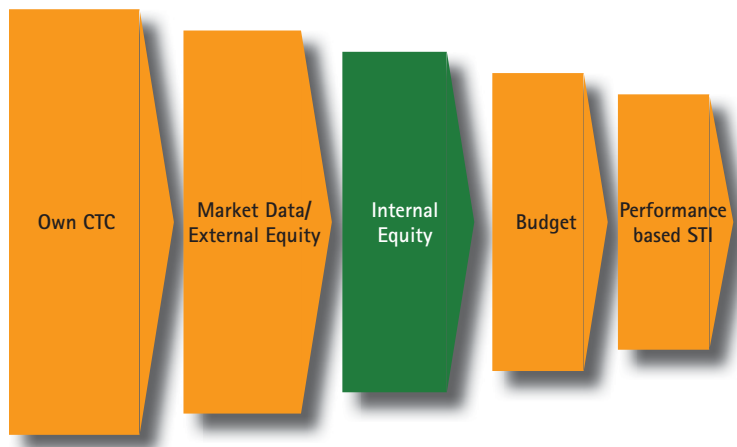 Own CTC
Market Data/
External Equity
Internal
Equity
Budget
Performance
based STI